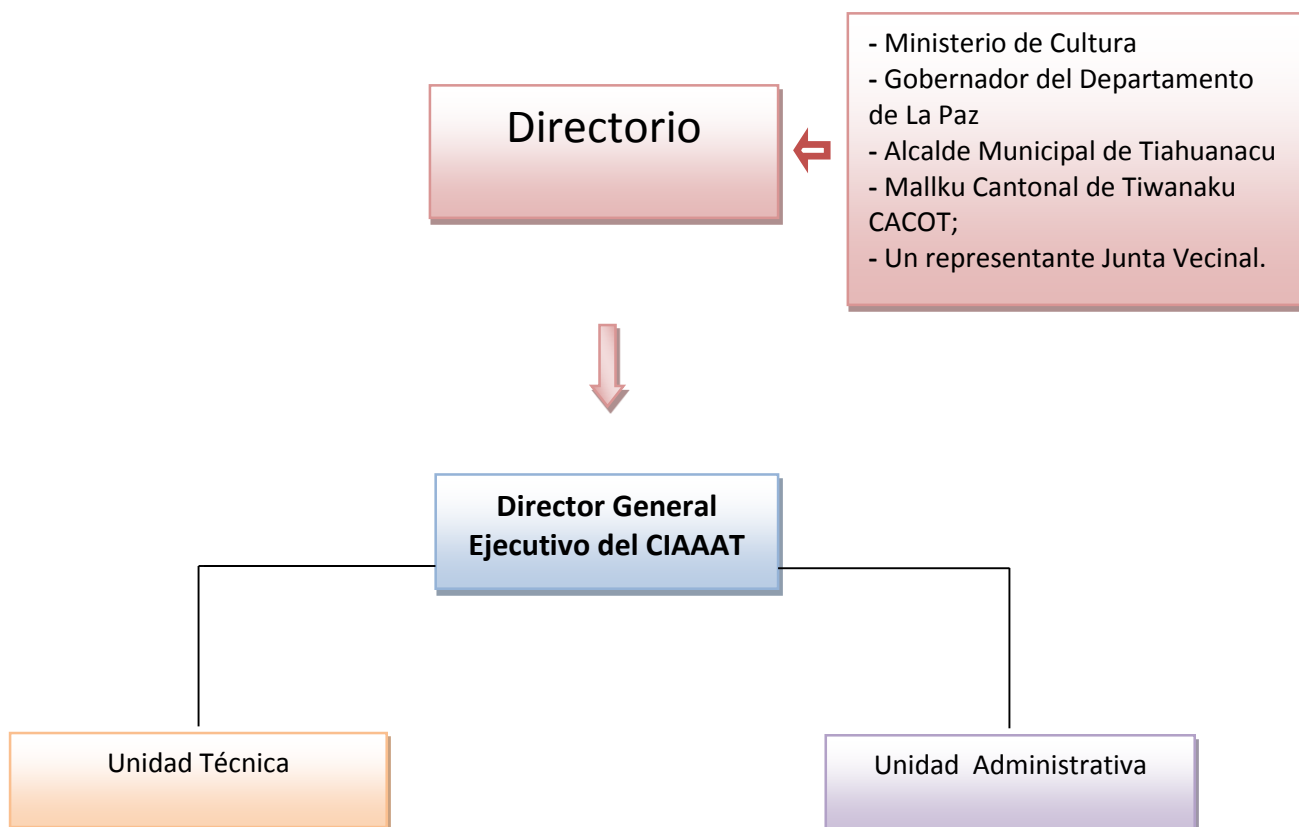 Directorio
- Ministerio de Cultura
- Gobernador del Departamento
de La Paz
- Alcalde Municipal de Tiahuanacu
- Mallku Cantonal de Tiwanaku
CACOT;
- Un representante Junta Vecinal.
Director General
Ejecutivo del CIAAAT
Unidad Técnica
Unidad Administrativa